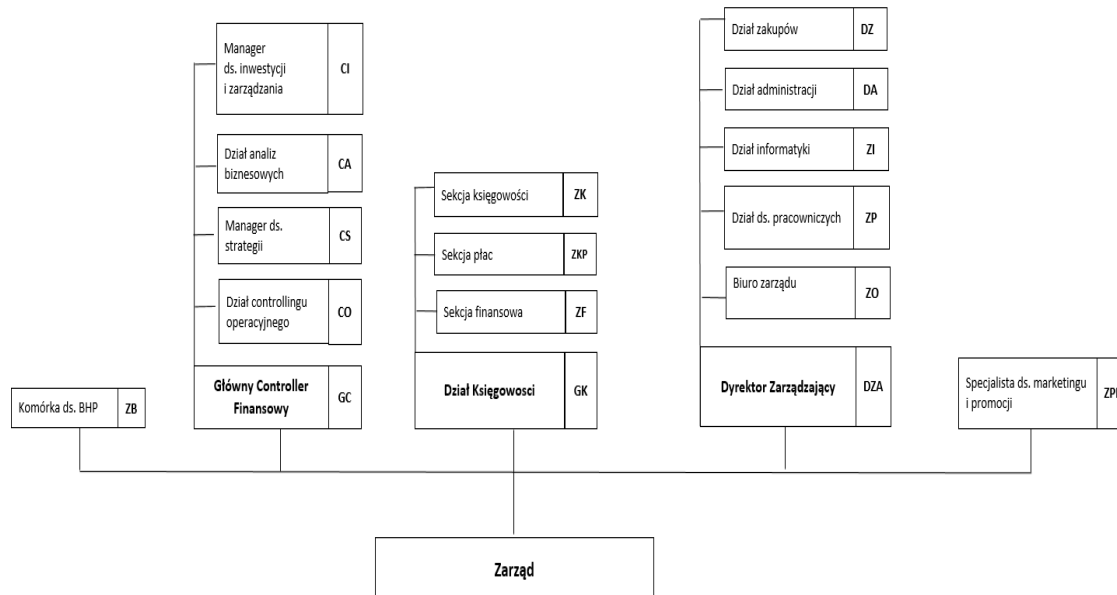 Manager
ds. inwestycji
i zarządzania
CI
Dział analiz
biznesowych
CA
Manager ds.
strategii
CS
Dział controllingu
operacyjnego
CO
Główny Controller
Finansowy
GC
Komórka ds. BHP
ZB
Sekcja księgowości
ZK
Sekcja płac
ZKP
Sekcja finansowa
ZF
Dział Księgowosci
GK
Dział zakupów
DZ
Dział administracji
DA
Dział informatyki
ZI
Dział ds. pracowniczych
ZP
Biuro zarządu
ZO
Dyrektor Zarządzający
DZA
Specjalista ds. marketingu
i promocji
Zarząd